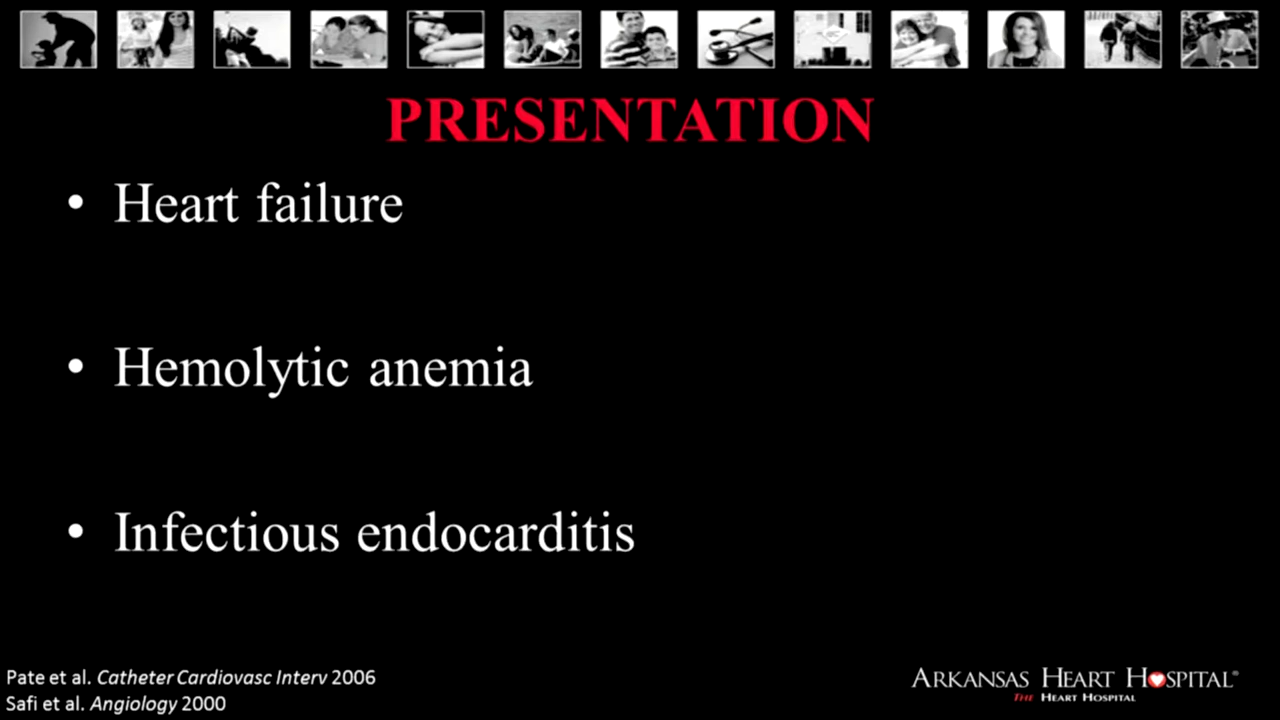 PRESENTATION
• Heart failure
• Hemolytic anemia
• Infectious endocarditis
Pate et al. Catheter Cardiovasc Interv 2006
Safi et al. Angiology 2000
ARKANSAS HEART HOSPITAL®
THE HEART HOSPITAL